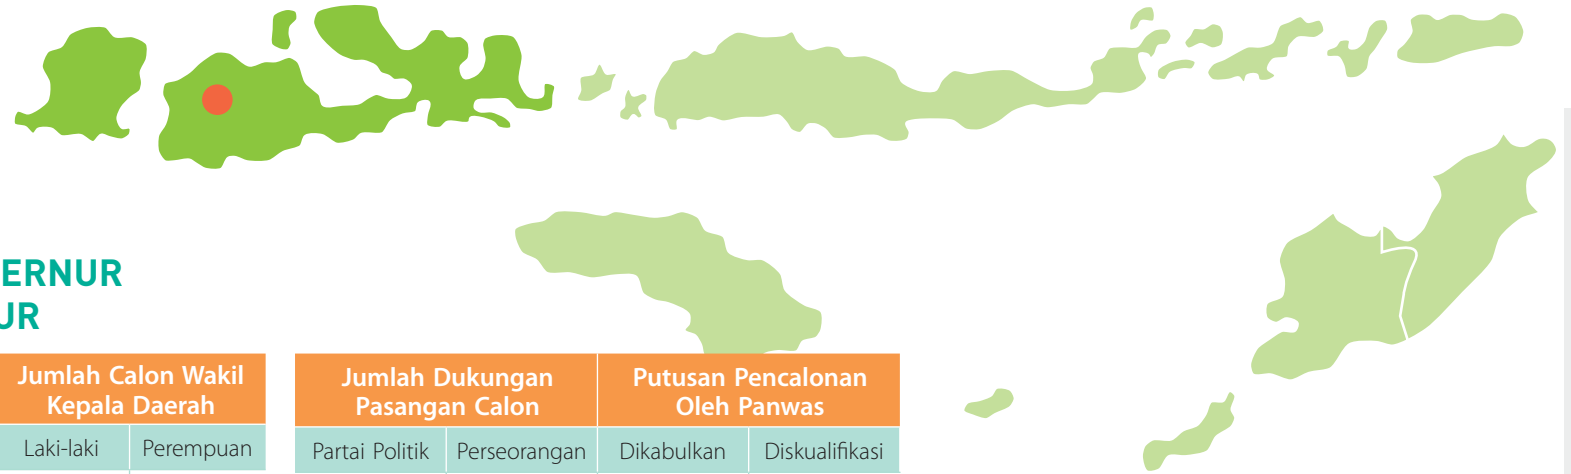 ERNUR
UR
Jumlah Calon Wakil
Kepala Daerah
Jumlah Dukungan
Pasangan Calon
Putusan Pencalonan
Oleh Panwas
Laki-laki
Perempuan
Partai Politik
Perseorangan
Dikabulkan
Diskualifikasi